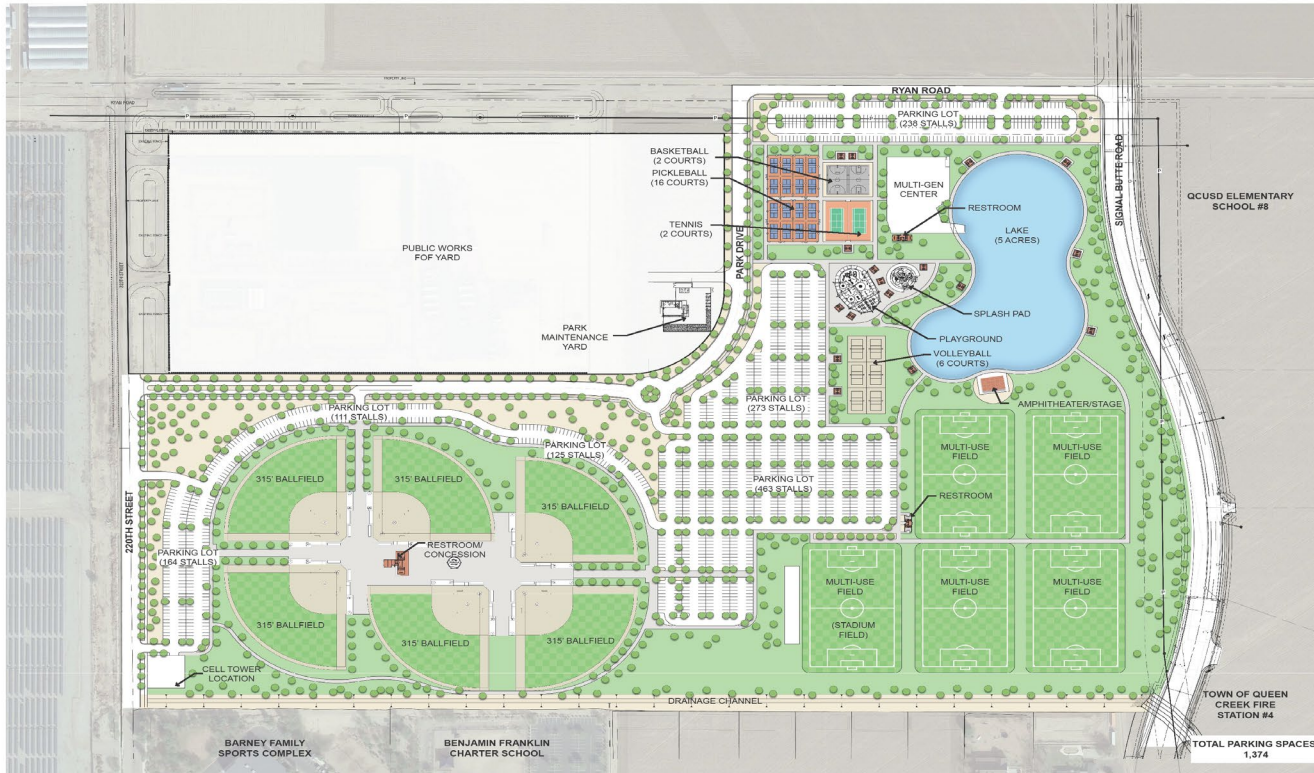 RYAN ROAD
RYAN ROAD
PARKING LOT
(238 STALLS)
BASKETBALL
(2 COURTS)
PICKLEBALL
(16 COURTS)
MULTI-GEN
CENTER
RESTROOM
SIGNAL BUTTE ROAD
QCUSD ELEMENTARY
SCHOOL #8
TENNIS
(2 COURTS)
LAKE
(5 ACRES)
PUBLIC WORKS
FOF YARD
PARK DRIVE
PARK
MAINTENANCE
YARD
SPLASH PAD
PLAYGROUND
VOLLEYBALL
(6 COURTS)
AMPHITHEATER/STAGE
PARKING LOT
(111 STALLS)
PARKING LOT
(273 STALLS)
PARKING LOT
(125 STALLS)
PARKING LOT
(463 STALLS)
MULTI-USE
FIELD
MULTI-USE
FIELD
315' BALLFIELD
315' BALLFIELD
315' BALLFIELD
RESTROOM
220TH STREET
PARKING LOT
(164 STALLS)
RESTROOM/
CONCESSION
MULTI-USE
FIELD
(STADIUM
FIELD)
MULTI-USE
FIELD
MULTI-USE
FIELD
315' BALLFIELD
315' BALLFIELD
315' BALLFIELD
CELL TOWER
LOCATION
DRAINAGE CHANNEL
TOWN OF QUEEN
CREEK FIRE
STATION #4
BARNEY FAMILY
SPORTS COMPLEX
BENJAMIN FRANKLIN
CHARTER SCHOOL
TOTAL PARKING SPACES
1,374